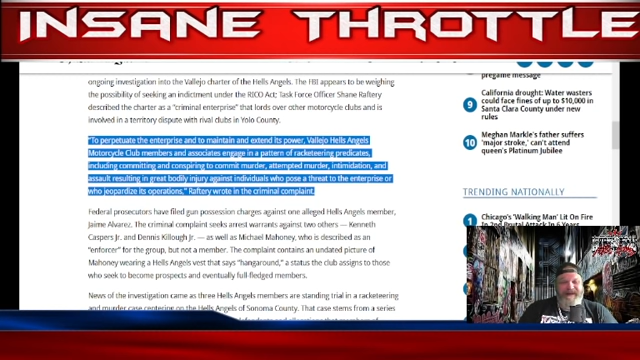 INSANE THROTTLE
ongoing investigation into the Vallejo charter of the Hells Angels. The FBI appears to be weighing
the possibility of seeking an indictment under the RICO Act; Task Force Officer Shane Raftery
described the charter as a “criminal enterprise” that lords over other motorcycle clubs and is
involved in a territory dispute with rival clubs in Yolo County.
“To perpetuate the enterprise and to maintain and extend its power, Vallejo Hells Angels
Motorcycle Club members and associates engage in a pattern of racketeering predicates,
including committing and conspiring to commit murder, attempted murder, intimidation, and
assault resulting in great bodily injury against individuals who pose a threat to the enterprise or
who jeopardize its operations,” Raftery wrote in the criminal complaint.
Federal prosecutors have filed gun possession charges against one alleged Hells Angels member,
Jaime Alvarez. The criminal complaint seeks arrest warrants against two others — Kenneth
Caspers Jr. and Dennis Killough Jr. — as well as Michael Mahoney, who is described as an
“enforcer” for the group, but not a member. The complaint contains an undated picture of
Mahoney wearing a Hells Angels vest that says “hangaround,” a status the club assigns to those
who seek to become prospects and eventually full-fledged members.
News of the investigation came as three Hells Angels members are standing trial in a racketeering
and murder case centering on the Hells Angels of Sonoma County. That case stems from a series
pregame message
9
California drought: Water wasters
could face fines of up to $10,000 in
Santa Clara County under new
rules
10
Meghan Markle's father suffers
'major stroke,' can't attend
queen's Platinum Jubilee
TRENDING NATIONALLY
1
Chicago's 'Walking Man' Lit On Fire
In 2nd Brutal Attack In 6 Years